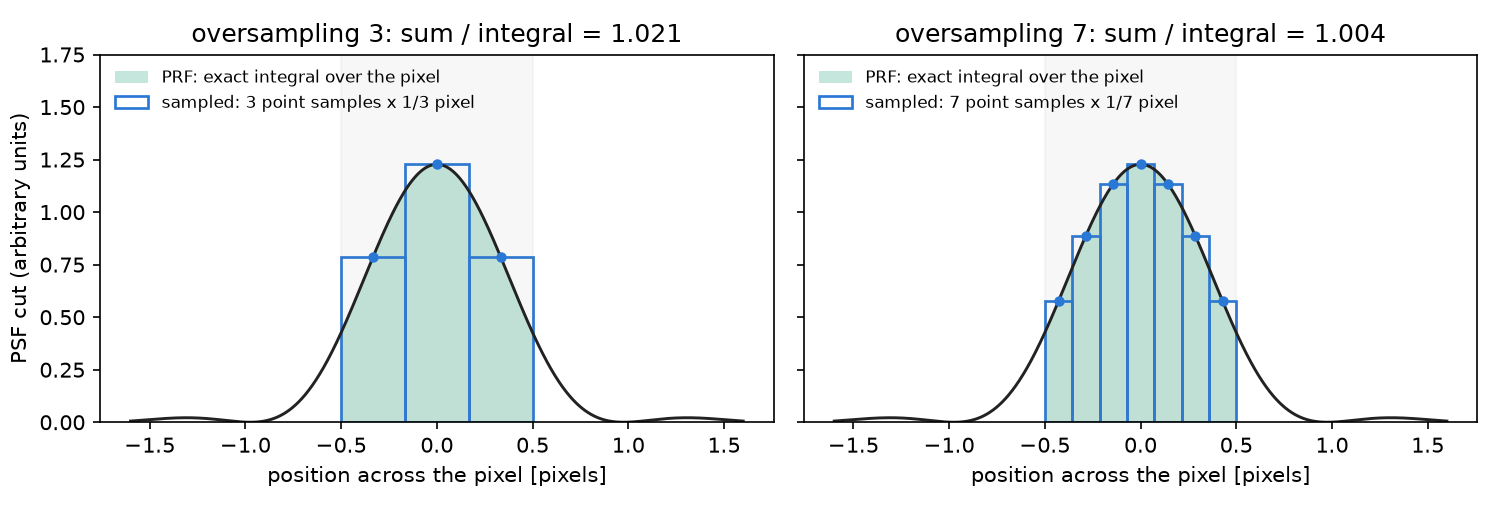 oversampling 3: sum / integral = 1.021
PSF cut (arbitrary units)
1.75
1.50
1.25
1.00
0.75
0.50
0.25
0.00
PRF: exact integral over the pixel
sampled: 3 point samples x 1/3 pixel
−1.5 −1.0 −0.5 0.0 0.5 1.0 1.5
position across the pixel [pixels]
oversampling 7: sum / integral = 1.004
PRF: exact integral over the pixel
sampled: 7 point samples x 1/7 pixel
−1.5 −1.0 −0.5 0.0 0.5 1.0 1.5
position across the pixel [pixels]